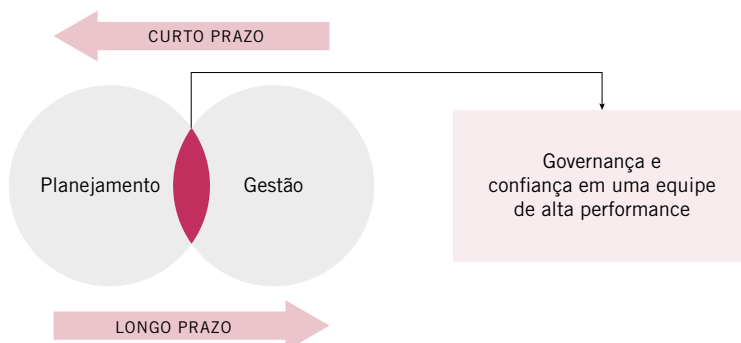 CURTO PRAZO
Planejamento
Gestão
Governança e
confiança em uma equipe
de alta performance
LONGO PRAZO